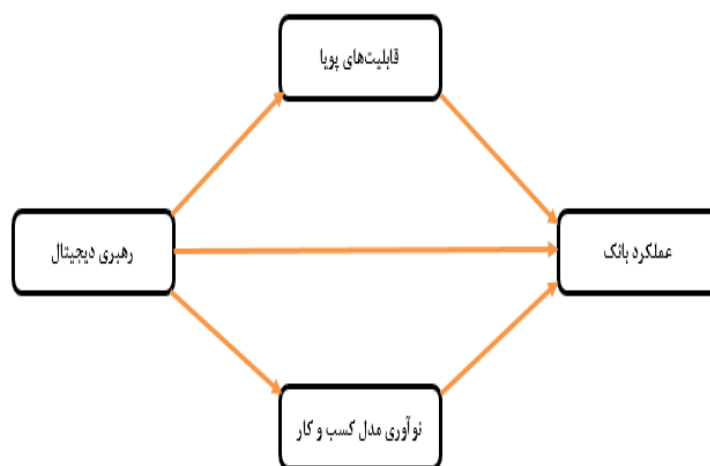 قابلیت‌های پویا
رهبری دیجیتال
عملکرد بانک
نوآوری مدل کسب و کار